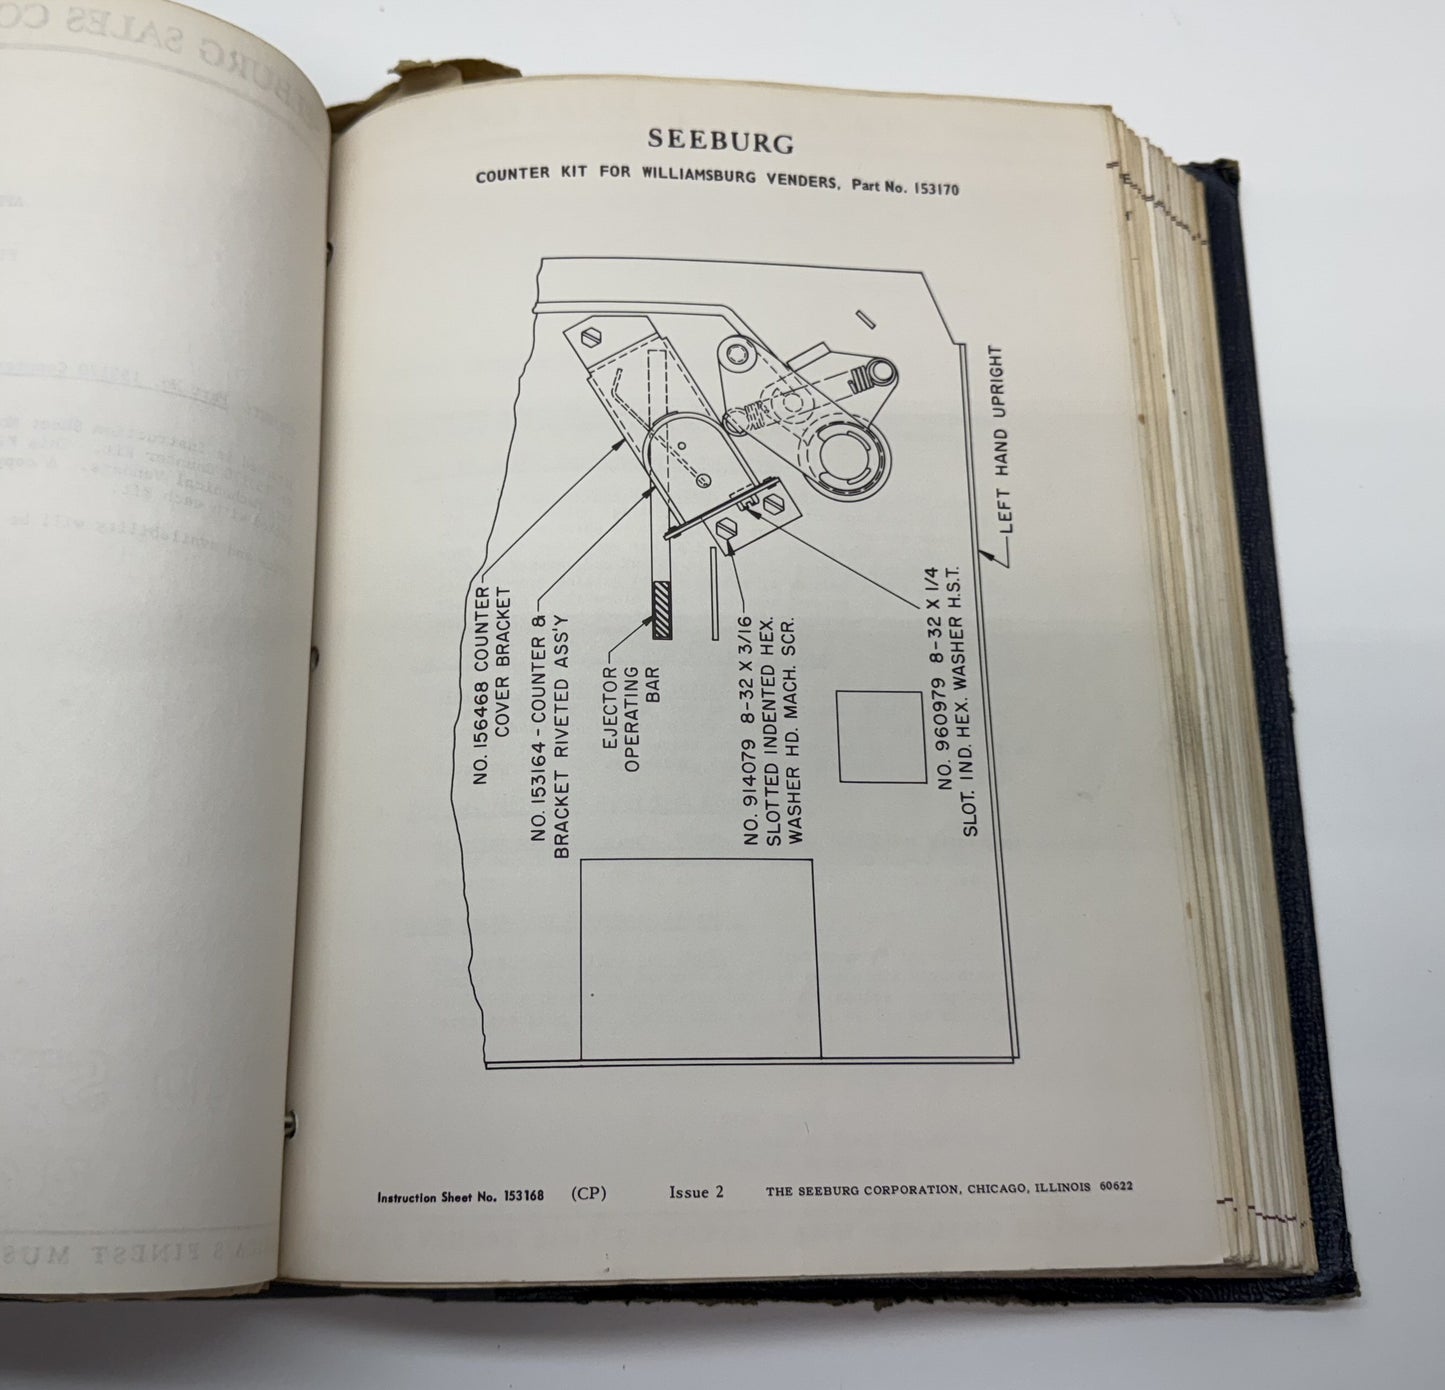 SEEBURG
COUNTER KIT FOR WILLIAMSBURG VENDERS, Part No. 153170
LEFT HAND UPRIGHT
NO. 156468 COUNTER
COVER BRACKET
NO. 153164 - COUNTER &
BRACKET RIVETED ASS'Y
EJECTOR
OPERATING
BAR
NO. 914079 8-32 X 3/16
SLOTTED INDENTED HEX.
WASHER HD. MACH. SCR.
NO. 960979 8-32 X 1/4
SLOT. IND. HEX. WASHER H.S.T.
Instruction Sheet No. 153168 (CP) Issue 2 THE SEEBURG CORPORATION, CHICAGO, ILLINOIS 60622